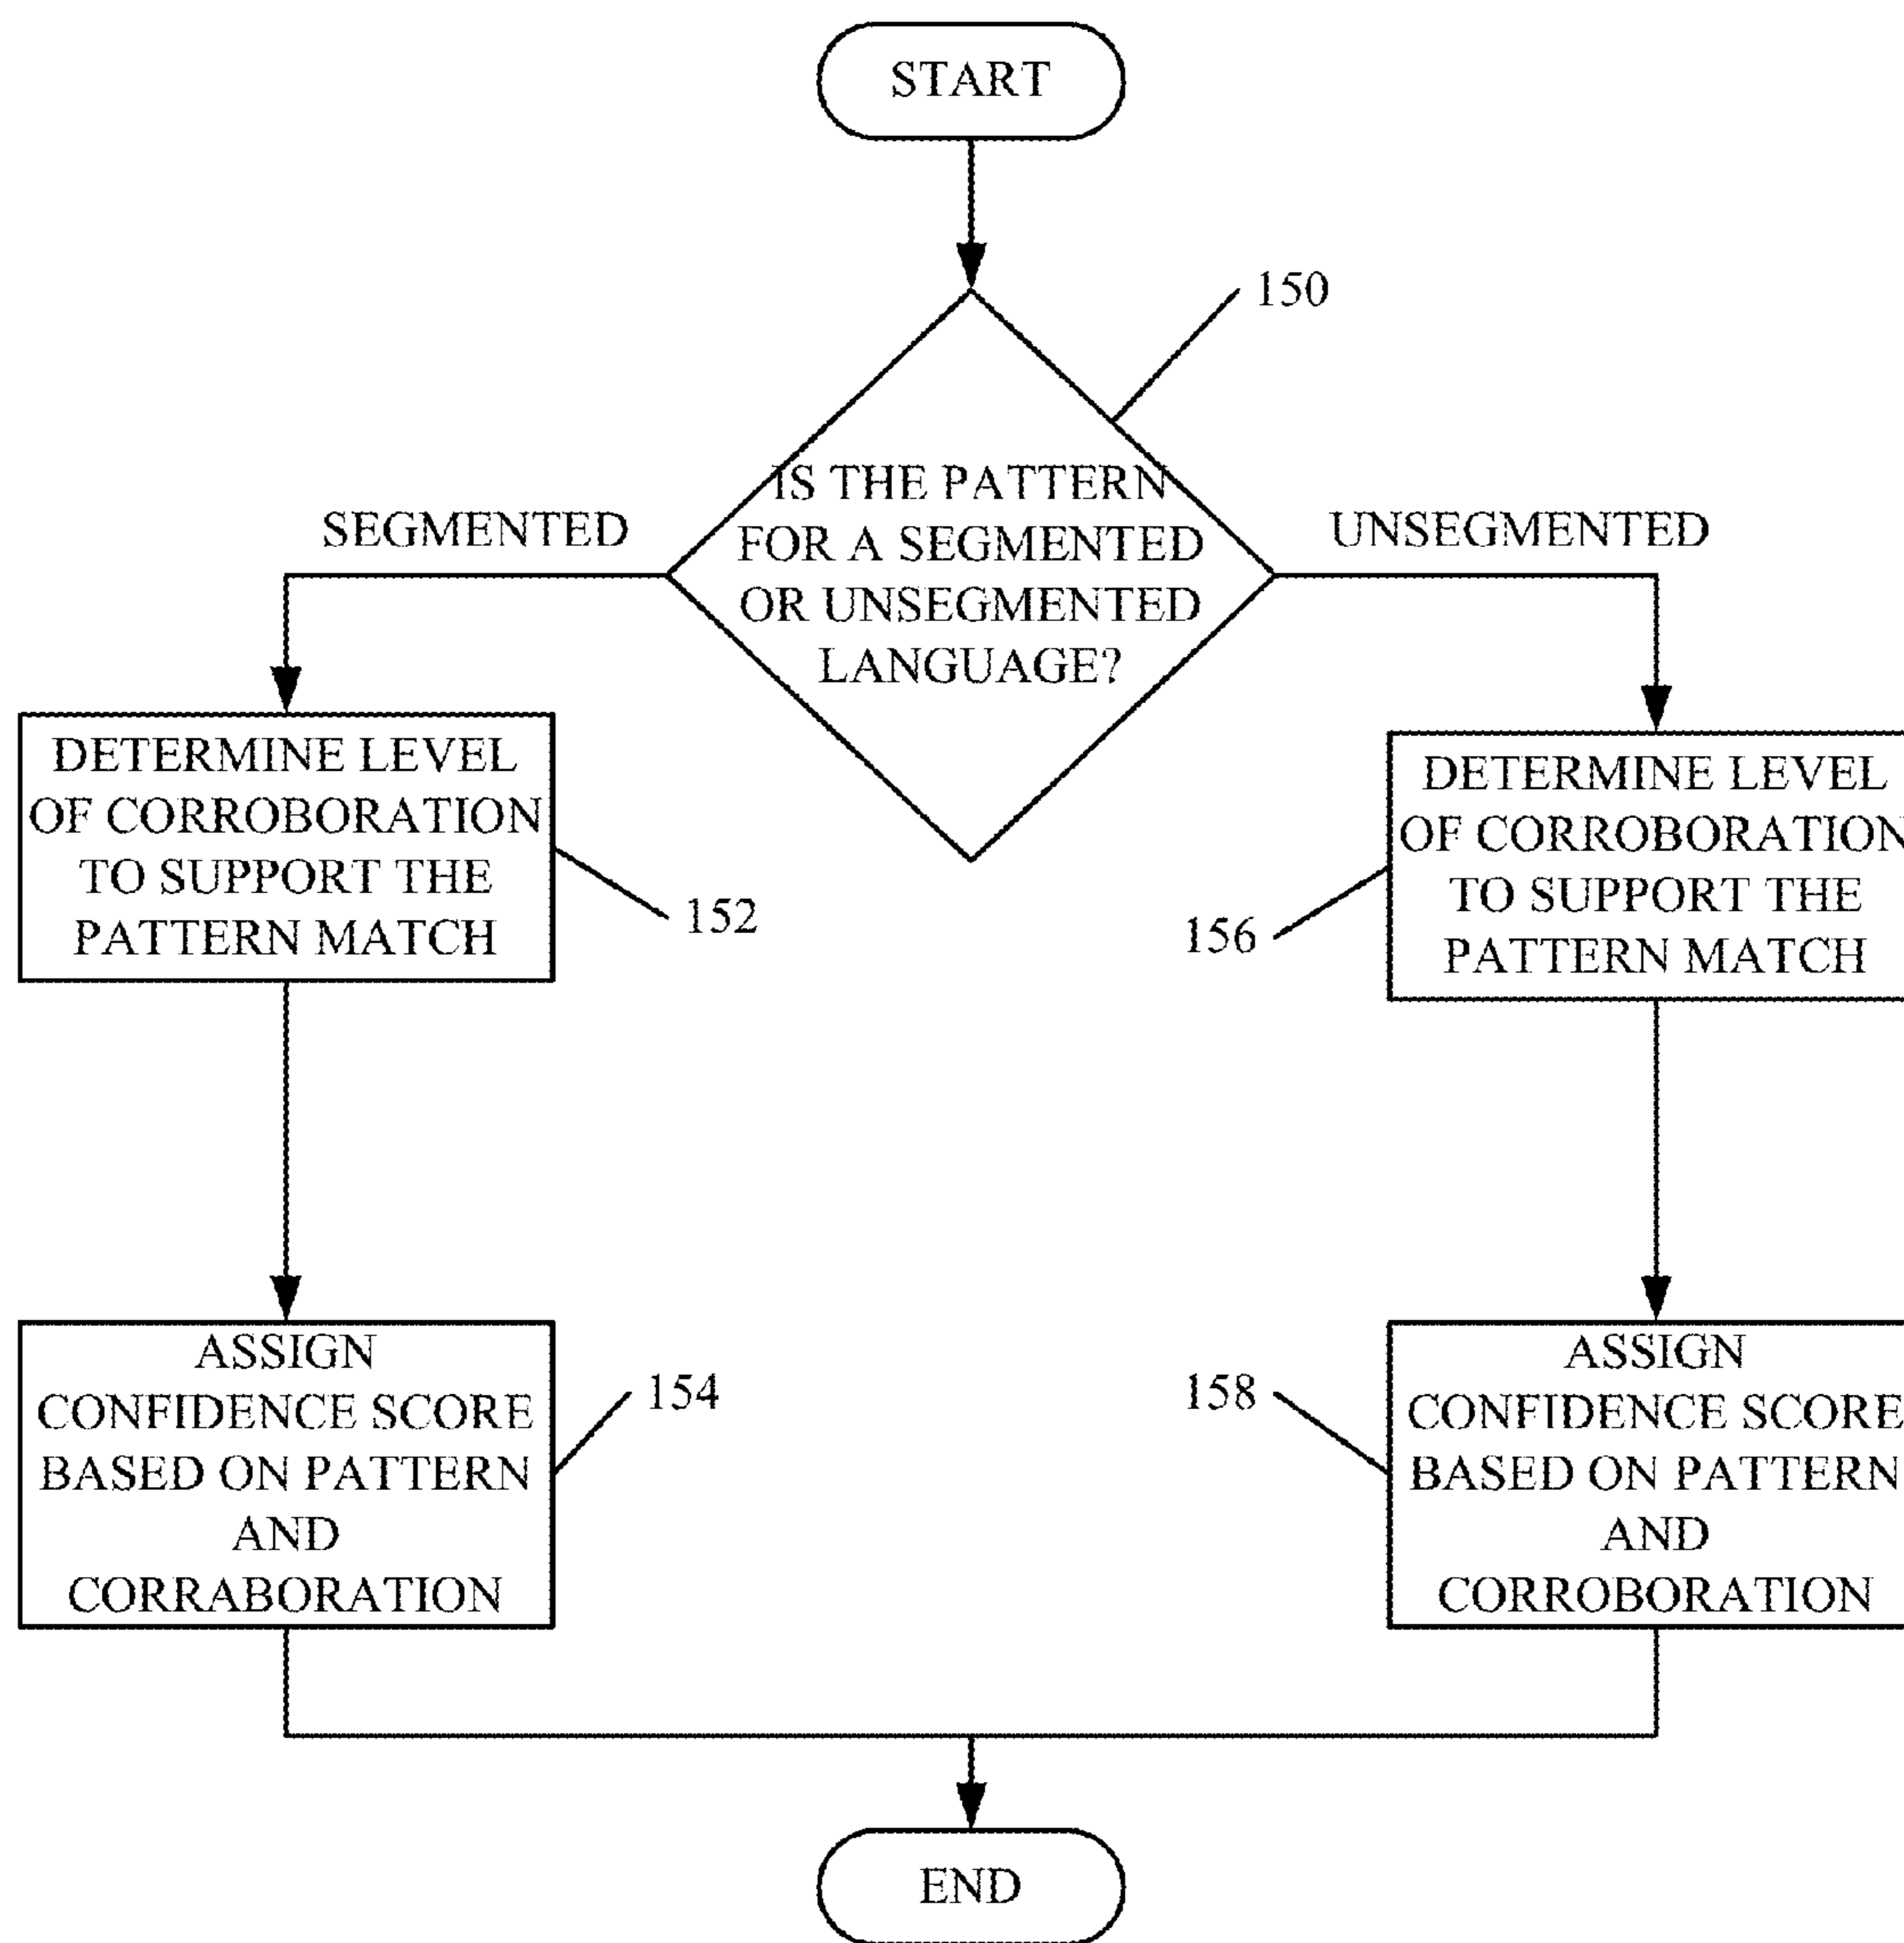 START
150
IS THE PATTERN
FOR A SEGMENTED
OR UNSEGMENTED
LANGUAGE?
SEGMENTED
UNSEGMENTED
DETERMINE LEVEL
OF CORROBORATION
TO SUPPORT THE
PATTERN MATCH
152
DETERMINE LEVEL
OF CORROBORATION
TO SUPPORT THE
PATTERN MATCH
156
ASSIGN
CONFIDENCE SCORE
BASED ON PATTERN
AND
CORRABORATION
154
ASSIGN
CONFIDENCE SCORE
BASED ON PATTERN
AND
CORROBORATION
158
END